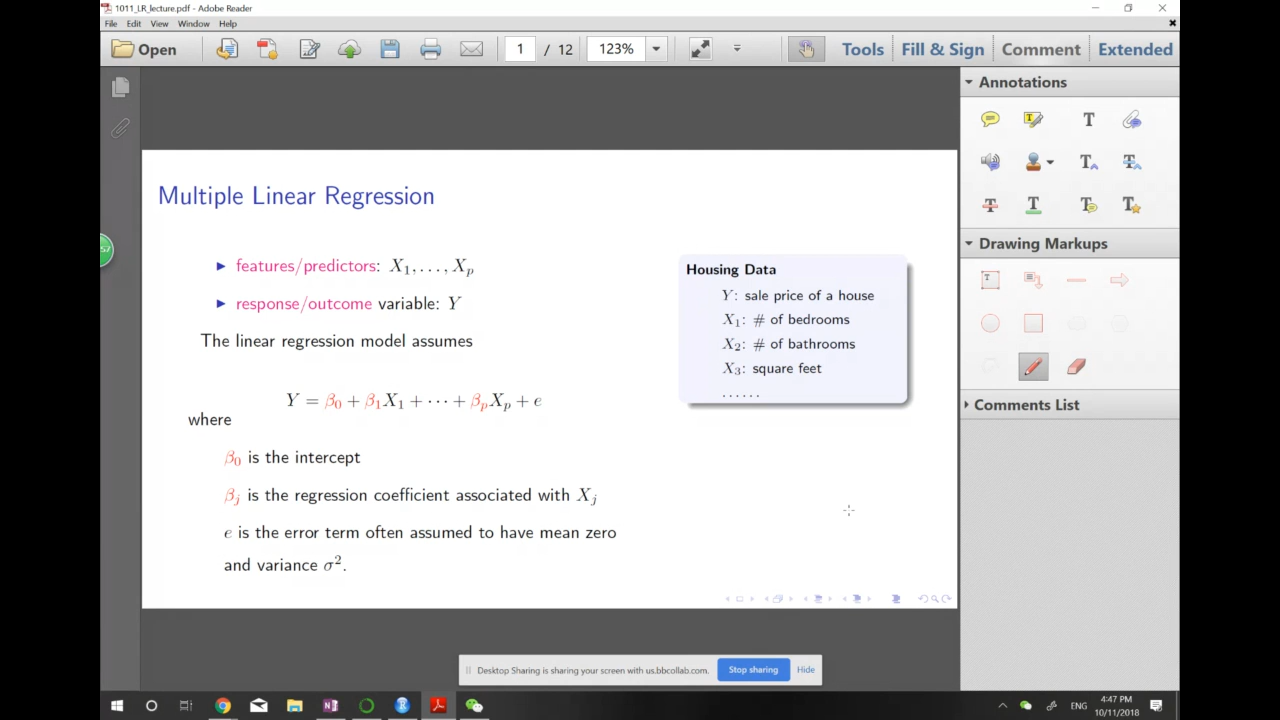 1011_LR_lecture.pdf - Adobe Reader
File Edit View Window Help
Open 1 / 12 123% Tools Fill & Sign Comment Extended
Annotations
Drawing Markups
Comments List
Multiple Linear Regression
▶ features/predictors: X₁, . . . , Xₚ
▶ response/outcome variable: Y
The linear regression model assumes
Y = β₀ + β₁X₁ + ··· + βₚXₚ + e
where
β₀ is the intercept
βⱼ is the regression coefficient associated with Xⱼ
e is the error term often assumed to have mean zero
and variance σ².
Housing Data
Y: sale price of a house
X₁: # of bedrooms
X₂: # of bathrooms
X₃: square feet
......
Desktop Sharing is sharing your screen with us.bbcollab.com. Stop sharing Hide
ENG 4:47 PM
10/11/2018